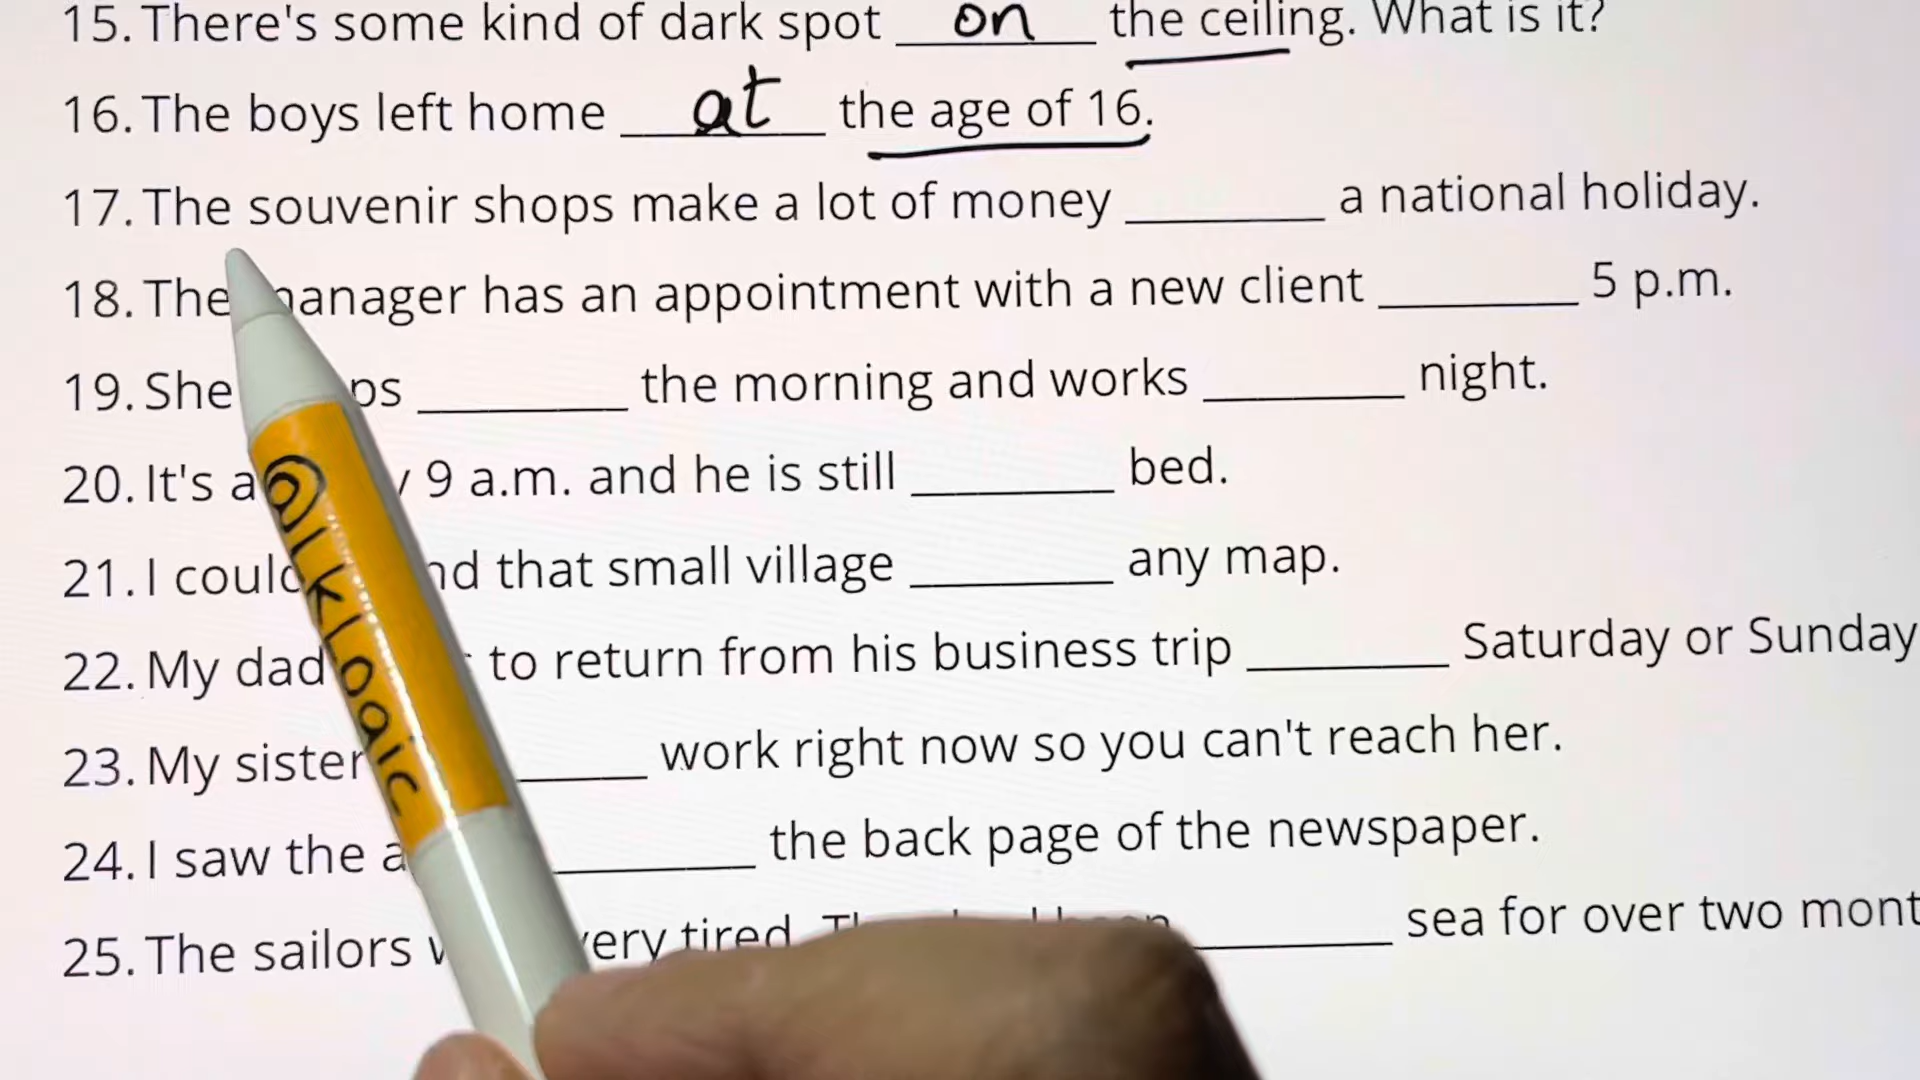 15. There's some kind of dark spot on the ceiling. What is it?
16. The boys left home at the age of 16.
17. The souvenir shops make a lot of money ________ a national holiday.
18. The manager has an appointment with a new client ________ 5 p.m.
19. She ________ the morning and works ________ night.
20. It's 9 a.m. and he is still ________ bed.
21. I that small village ________ any map.
22. My dad to return from his business trip ________ Saturday or Sunday
23. My sister ________ work right now so you can't reach her.
24. I saw the ________ the back page of the newspaper.
25. The sailors very tired. ________ sea for over two mont
@LKLogic